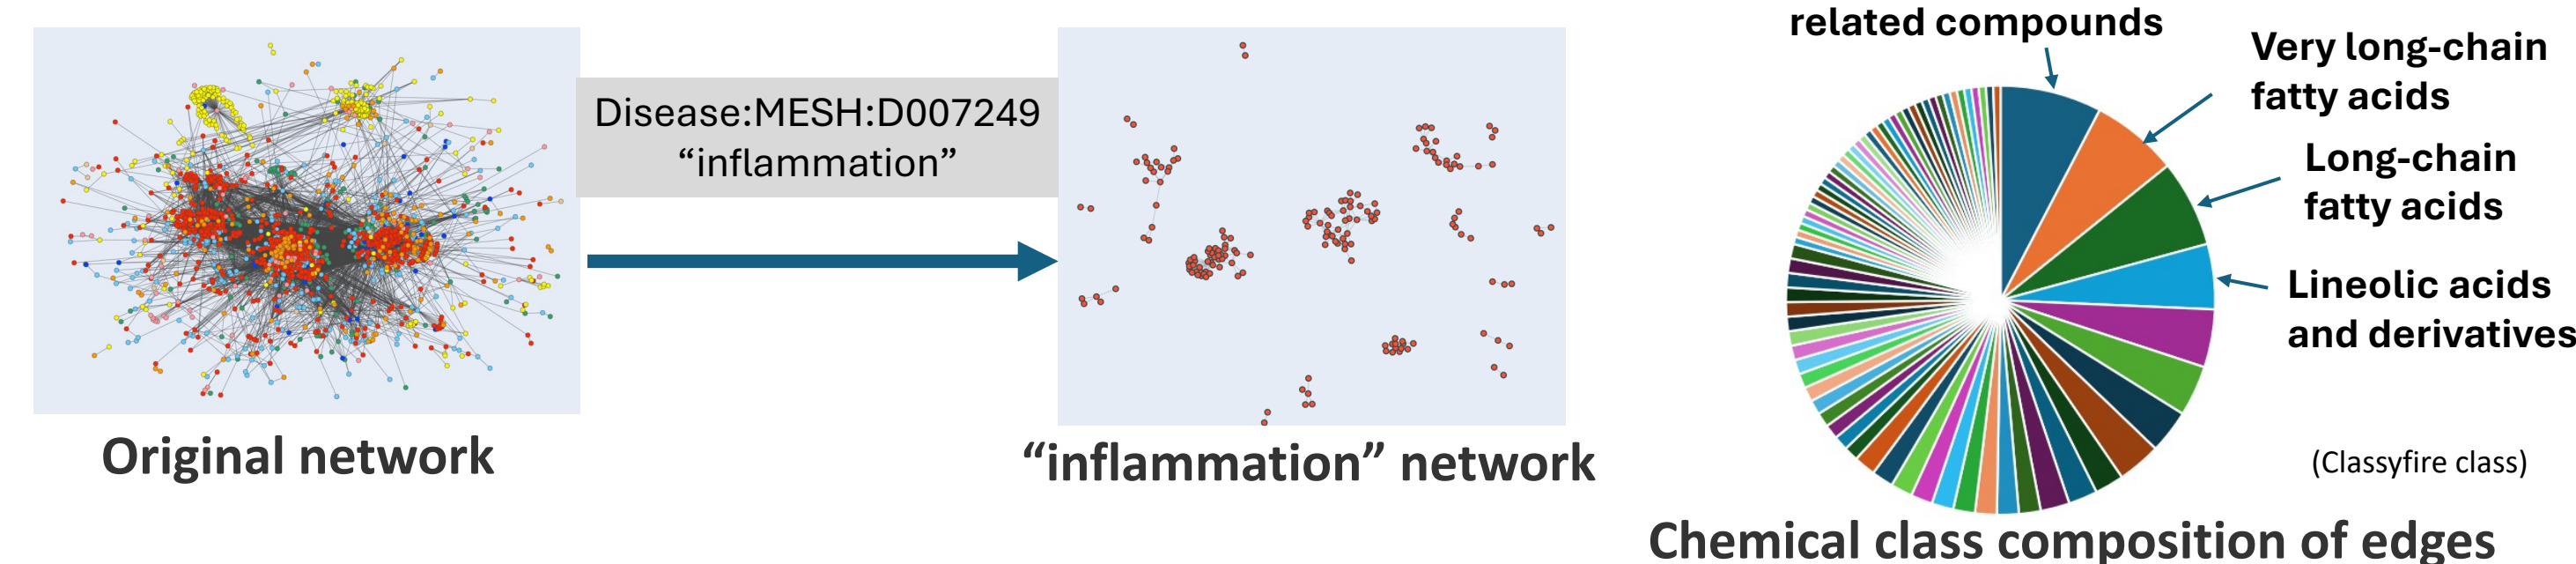 Disease:MESH:D007249
“inflammation”
Original network
“inflammation” network
related compounds
Very long-chain
fatty acids
Long-chain
fatty acids
Lineolic acids
and derivatives
(Classyfire class)
Chemical class composition of edges